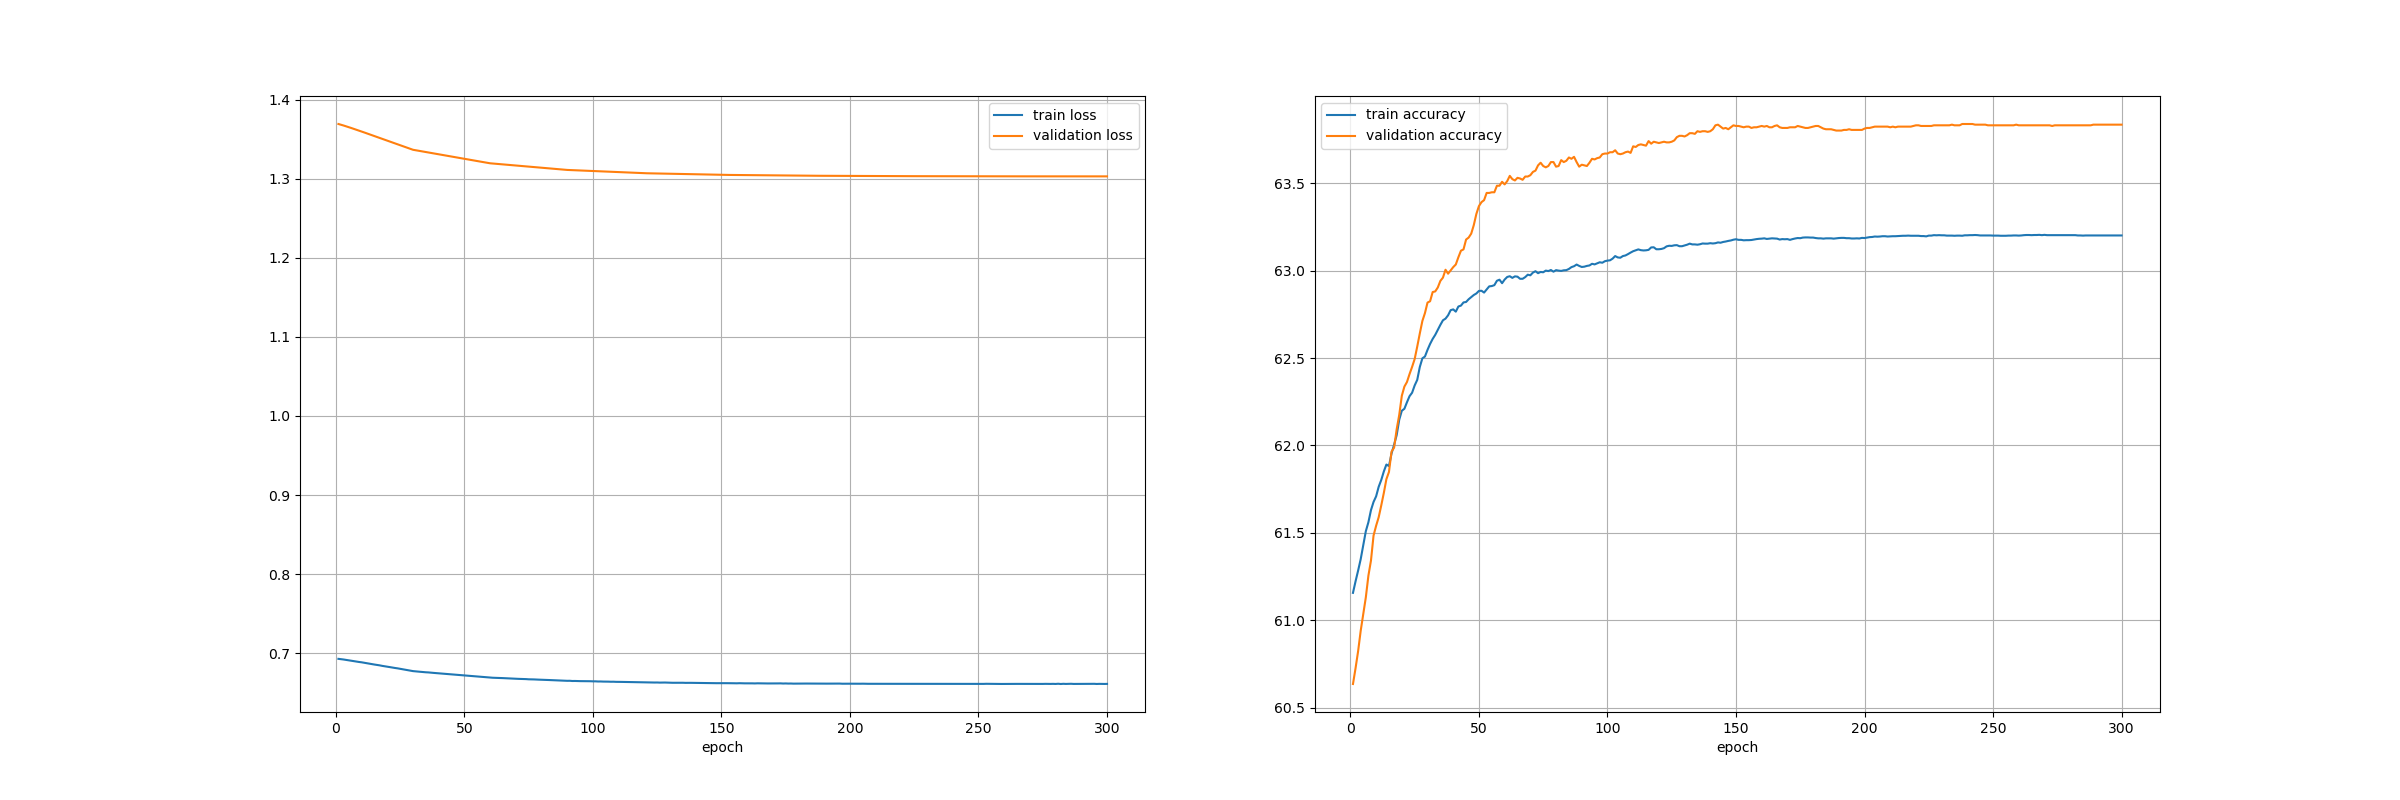 1.4
1.3
1.2
1.1
1.0
0.9
0.8
0.7
0 50 100 150 200 250 300
epoch
train loss
validation loss
63.5
63.0
62.5
62.0
61.5
61.0
60.5
0 50 100 150 200 250 300
epoch
train accuracy
validation accuracy